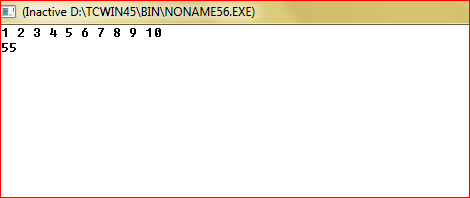 (Inactive D:\TCWIN45\BIN\NONAME56.EXE)
1 2 3 4 5 6 7 8 9 10
55